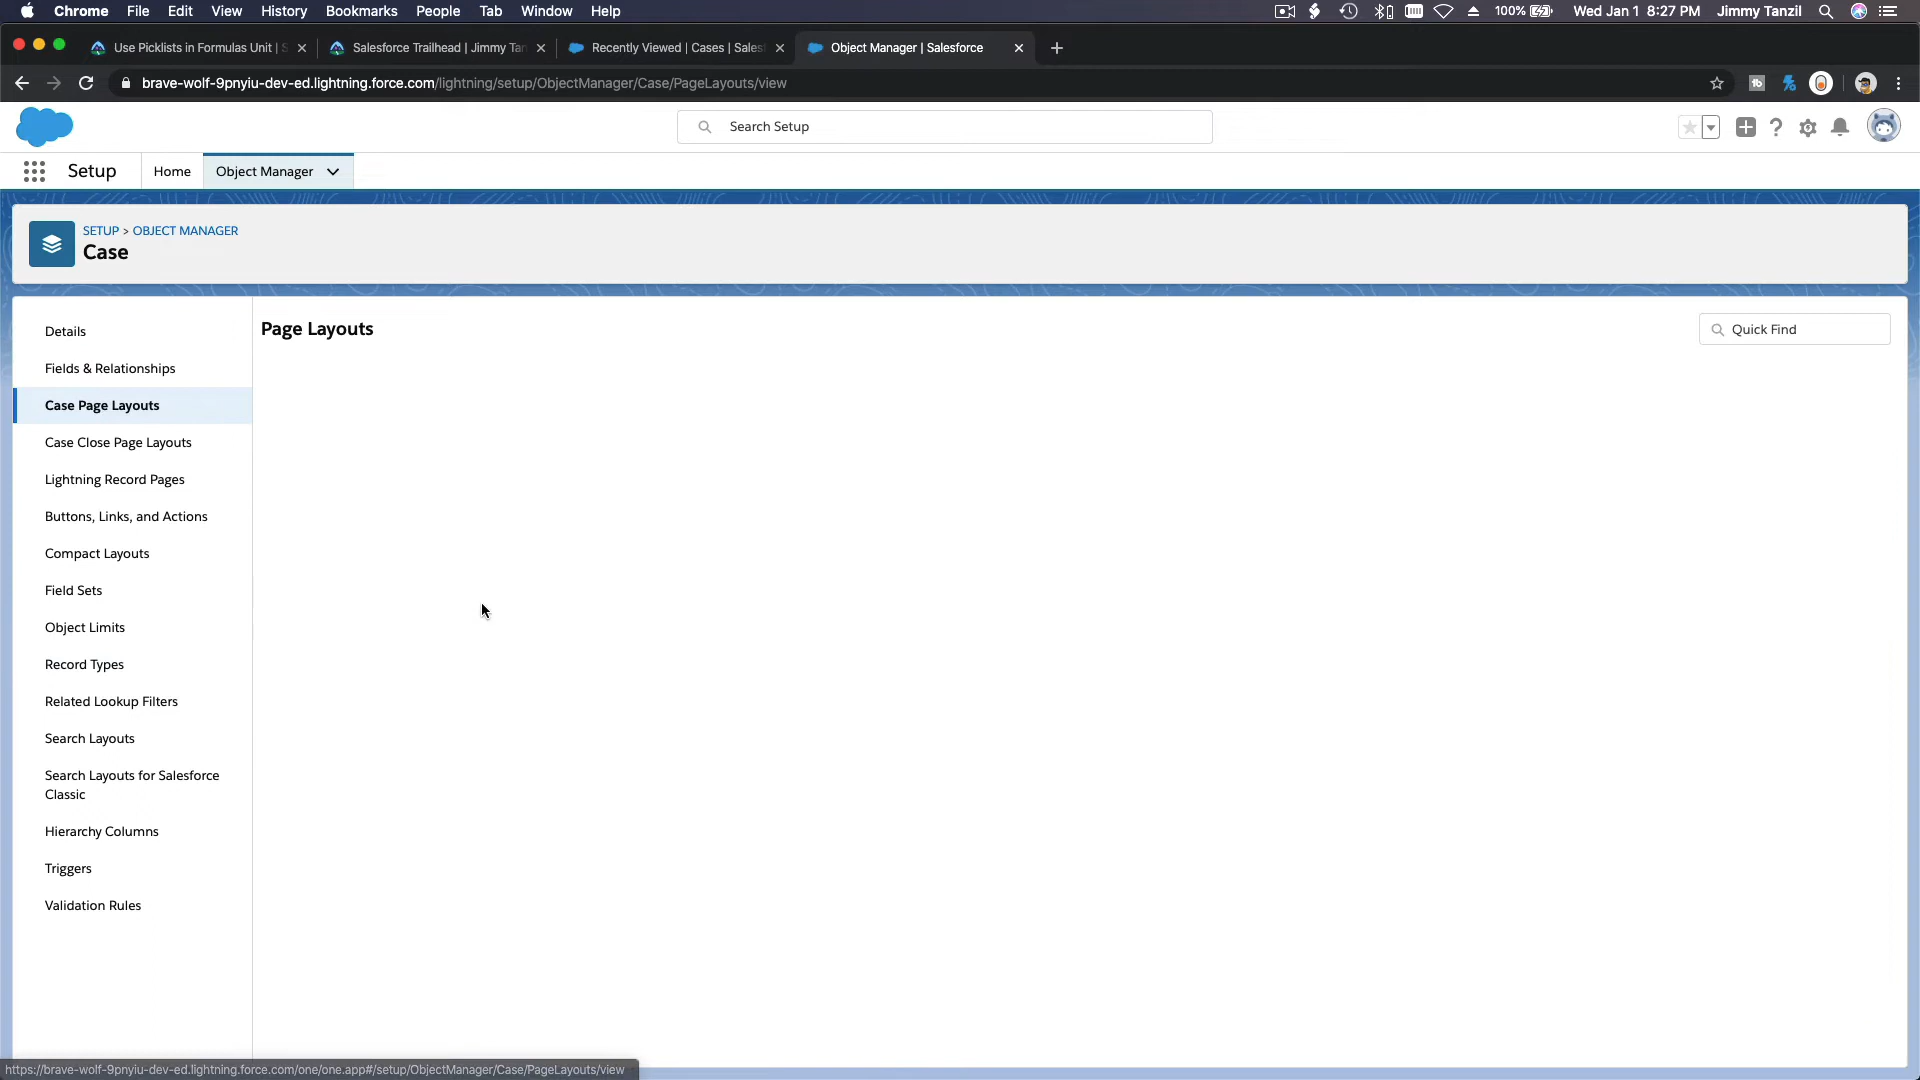 Chrome File Edit View History Bookmarks People Tab Window Help 100% Wed Jan 1 8:27 PM Jimmy Tanzil
Use Picklists in Formulas Unit | S Salesforce Trailhead | Jimmy Tan Recently Viewed | Cases | Sales Object Manager | Salesforce
brave-wolf-9pnyiu-dev-ed.lightning.force.com/lightning/setup/ObjectManager/Case/PageLayouts/view
Search Setup
Setup Home Object Manager
SETUP > OBJECT MANAGER
Case
Details
Fields & Relationships
Case Page Layouts
Case Close Page Layouts
Lightning Record Pages
Buttons, Links, and Actions
Compact Layouts
Field Sets
Object Limits
Record Types
Related Lookup Filters
Search Layouts
Search Layouts for Salesforce
Classic
Hierarchy Columns
Triggers
Validation Rules
Page Layouts
Quick Find
https://brave-wolf-9pnyiu-dev-ed.lightning.force.com/one/one.app#/setup/ObjectManager/Case/PageLayouts/view